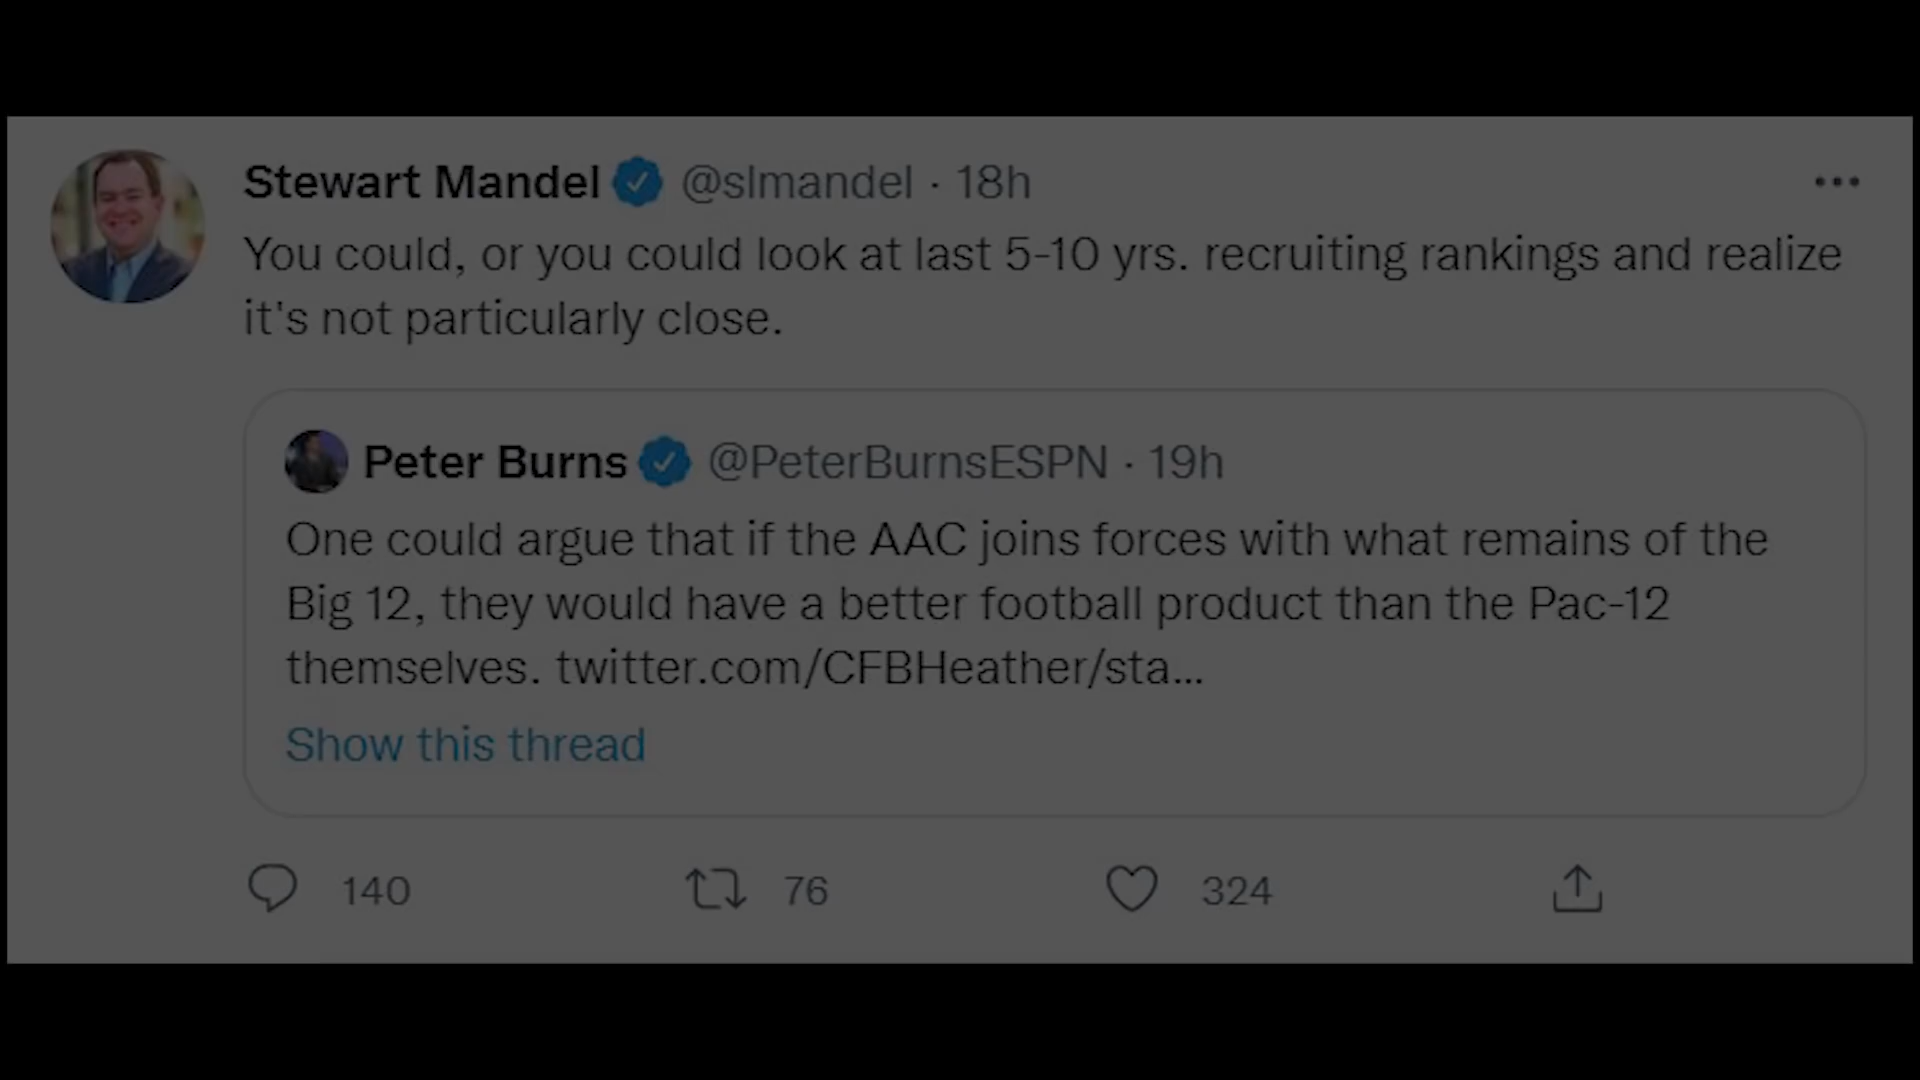 Stewart Mandel @slmandel · 18h
You could, or you could look at last 5-10 yrs. recruiting rankings and realize
it's not particularly close.
Peter Burns @PeterBurnsESPN · 19h
One could argue that if the AAC joins forces with what remains of the
Big 12, they would have a better football product than the Pac-12
themselves. twitter.com/CFBHeather/sta...
Show this thread
140 76 324